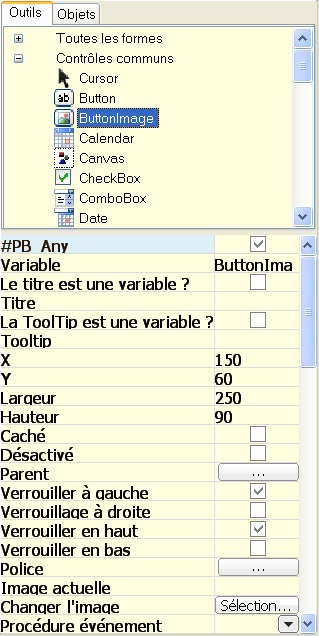 Outils Objets
Toutes les formes
Contrôles communs
Cursor
ab Button
ButtonImage
Calendar
Canvas
CheckBox
ComboBox
Date
#PB_Any
Variable ButtonIma
Le titre est une variable ?
Titre
La ToolTip est une variable ?
Tooltip
X 150
Y 60
Largeur 250
Hauteur 90
Caché
Désactivé
Parent ...
Verrouiller à gauche
Verrouillage à droite
Verrouiller en haut
Verrouiller en bas
Police ...
Image actuelle
Changer l'image Sélection...
Procédure événement